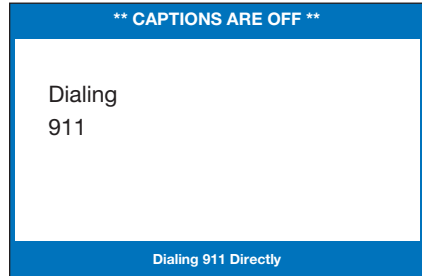 ** CAPTIONS ARE OFF **
Dialing
911
Dialing 911 Directly